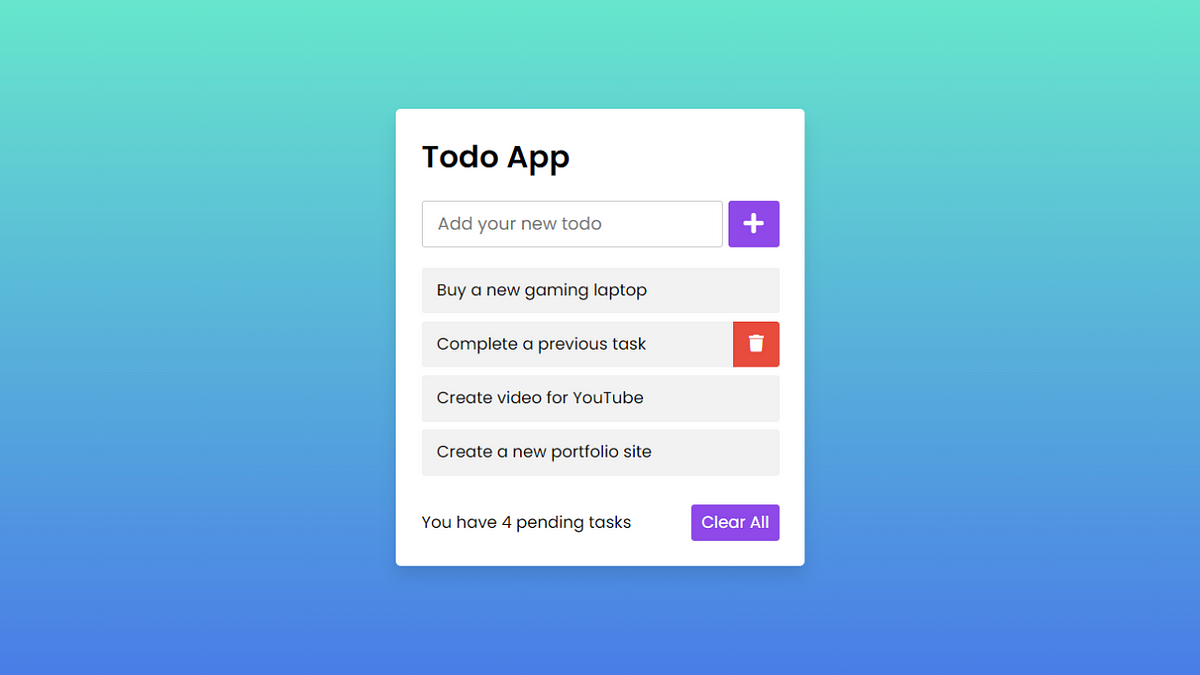 Todo App
Add your new todo
Buy a new gaming laptop
Complete a previous task
Create video for YouTube
Create a new portfolio site
You have 4 pending tasks
Clear All